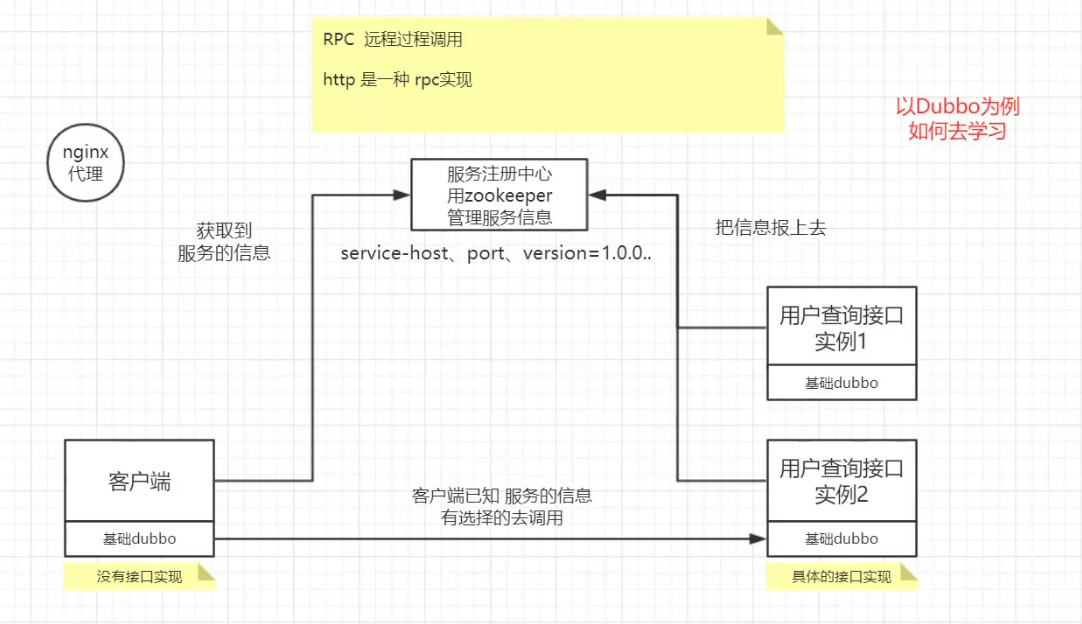 RPC 远程过程调用
http 是一种 rpc实现
以Dubbo为例
如何去学习
nginx
代理
服务注册中心
用zookeeper
管理服务信息
获取到
服务的信息
把信息报上去
service-host、port、version=1.0.0..
用户查询接口
实例1
基础dubbo
客户端
基础dubbo
没有接口实现
客户端已知 服务的信息
有选择的去调用
用户查询接口
实例2
基础dubbo
具体的接口实现